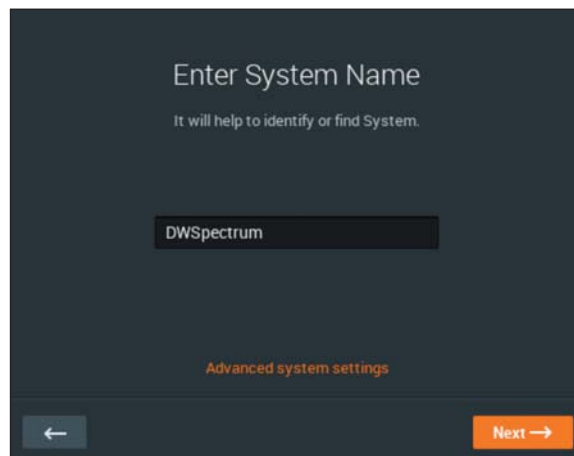 Enter System Name
It will help to identify or find System.
DWSpectrum
Advanced system settings
Next